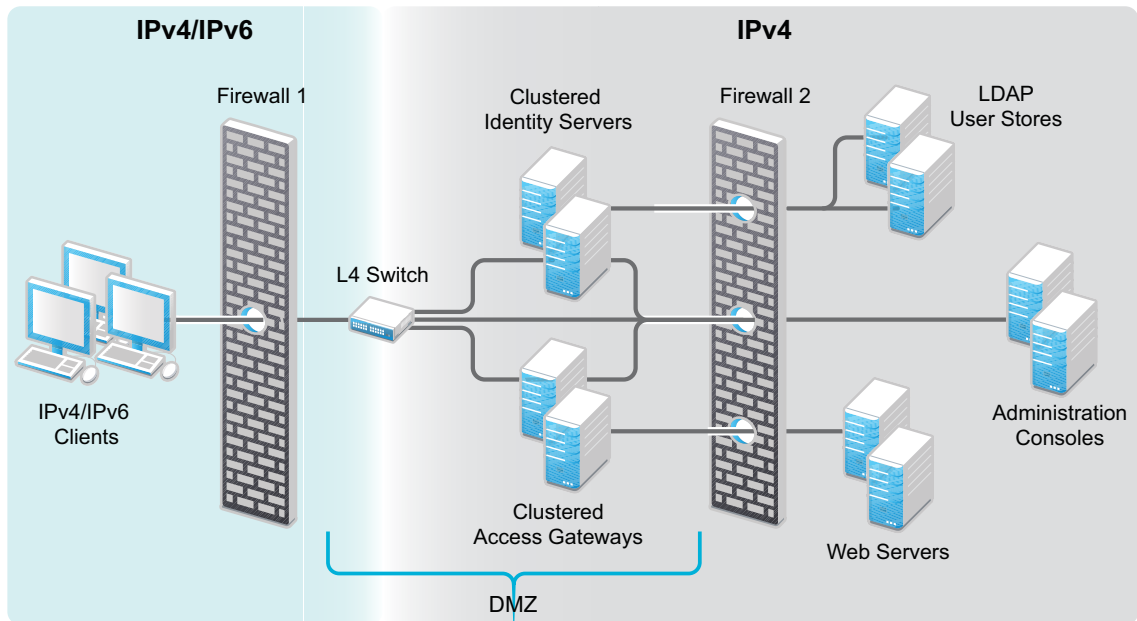 IPv4/IPv6
IPv4
Firewall 1
Clustered
Identity Servers
Firewall 2
LDAP
User Stores
L4 Switch
IPv4/IPv6
Clients
Administration
Consoles
Clustered
Access Gateways
Web Servers
DMZ